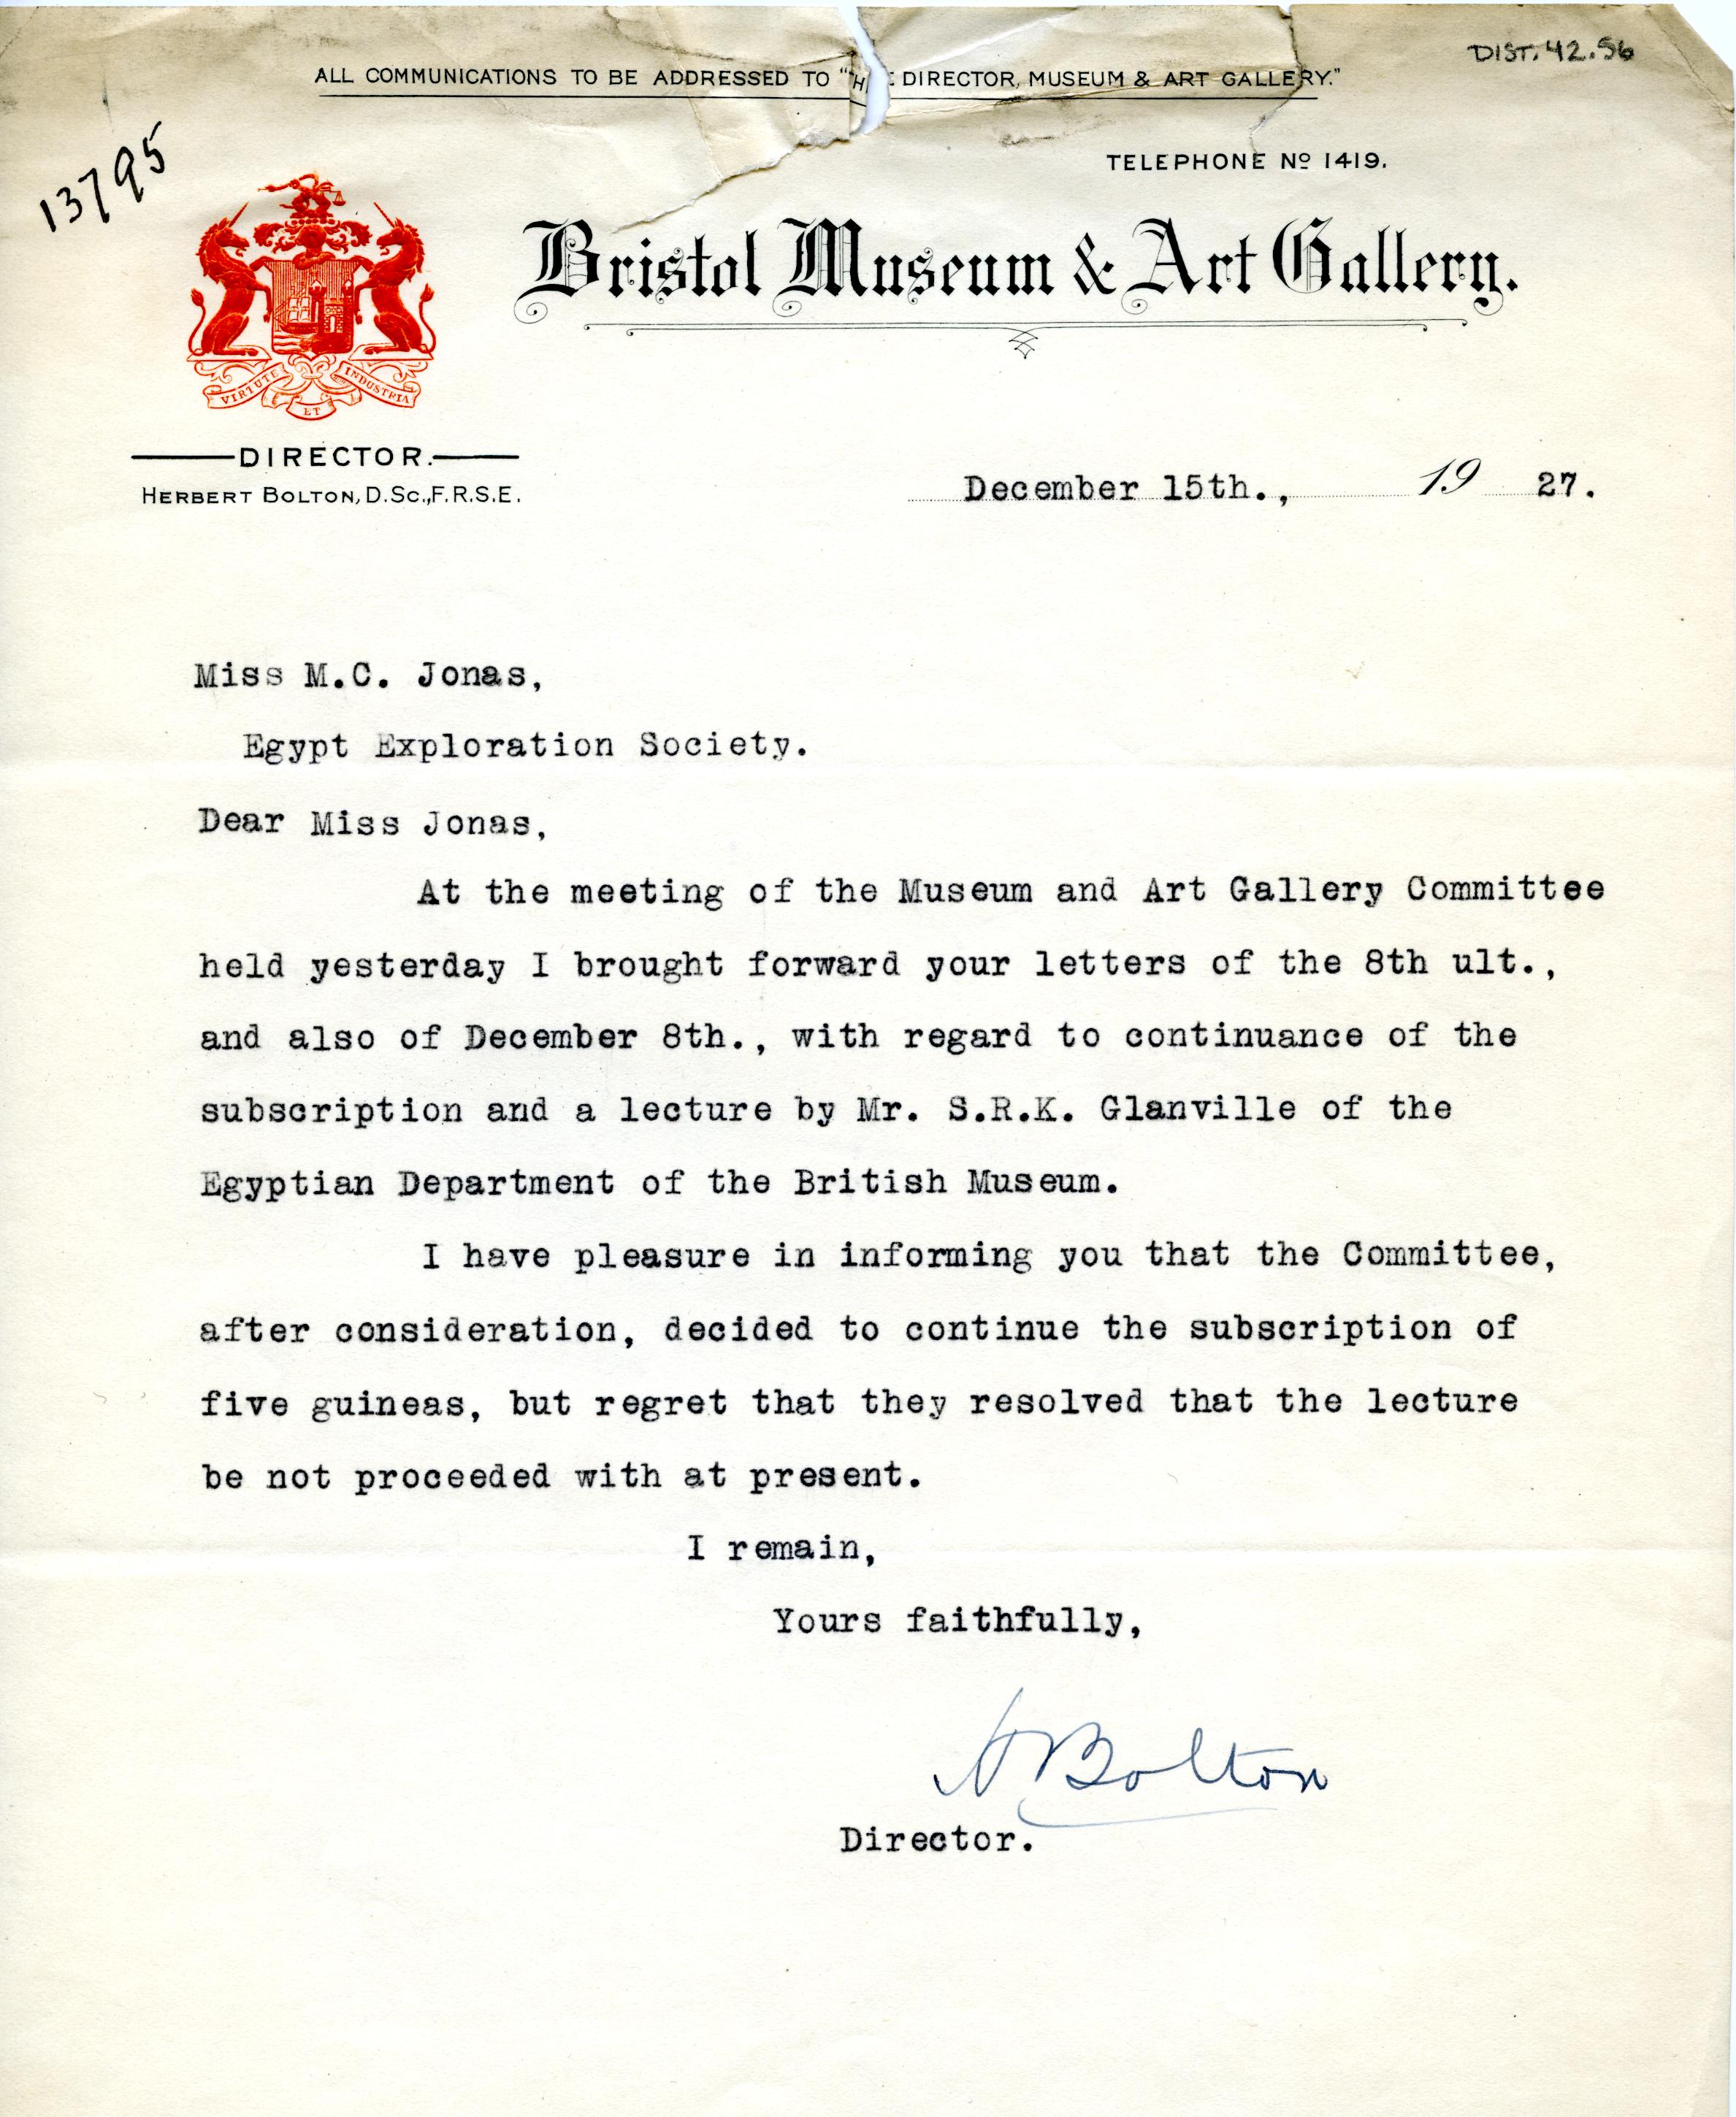 DIST. 42.56
ALL COMMUNICATIONS TO BE ADDRESSED TO "THE DIRECTOR, MUSEUM & ART GALLERY."
13795
TELEPHONE No 1419.
Bristol Museum & Art Gallery.
VIRTUTE ET INDUSTRIA
DIRECTOR.
HERBERT BOLTON, D.SC., F.R.S.E.
December 15th., 19 27.
Miss M.C. Jonas,
Egypt Exploration Society.
Dear Miss Jonas,
At the meeting of the Museum and Art Gallery Committee
held yesterday I brought forward your letters of the 8th ult.,
and also of December 8th., with regard to continuance of the
subscription and a lecture by Mr. S.R.K. Glanville of the
Egyptian Department of the British Museum.
I have pleasure in informing you that the Committee,
after consideration, decided to continue the subscription of
five guineas, but regret that they resolved that the lecture
be not proceeded with at present.
I remain,
Yours faithfully,
H Bolton
Director.